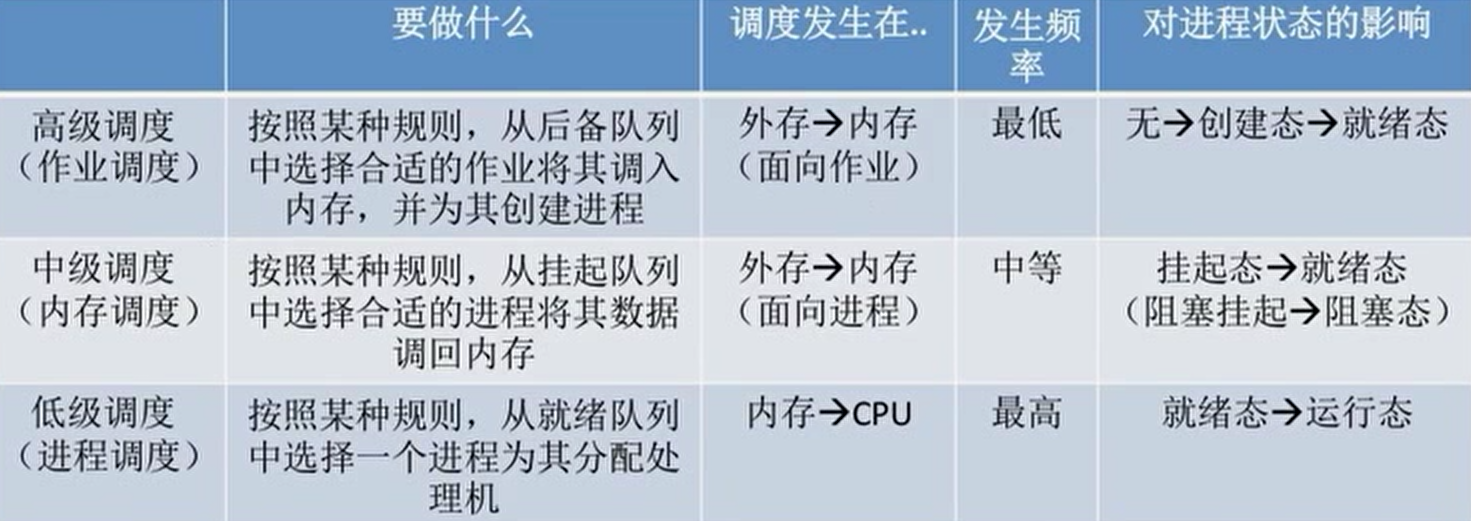 要做什么
调度发生在..
发生频
率
对进程状态的影响
高级调度
（作业调度）
按照某种规则，从后备队列
中选择合适的作业将其调入
内存，并为其创建进程
外存→内存
（面向作业）
最低
无→创建态→就绪态
中级调度
（内存调度）
按照某种规则，从挂起队列
中选择合适的进程将其数据
调回内存
外存→内存
（面向进程）
中等
挂起态→就绪态
（阻塞挂起→阻塞态）
低级调度
（进程调度）
按照某种规则，从就绪队列
中选择一个进程为其分配处
理机
内存→CPU
最高
就绪态→运行态